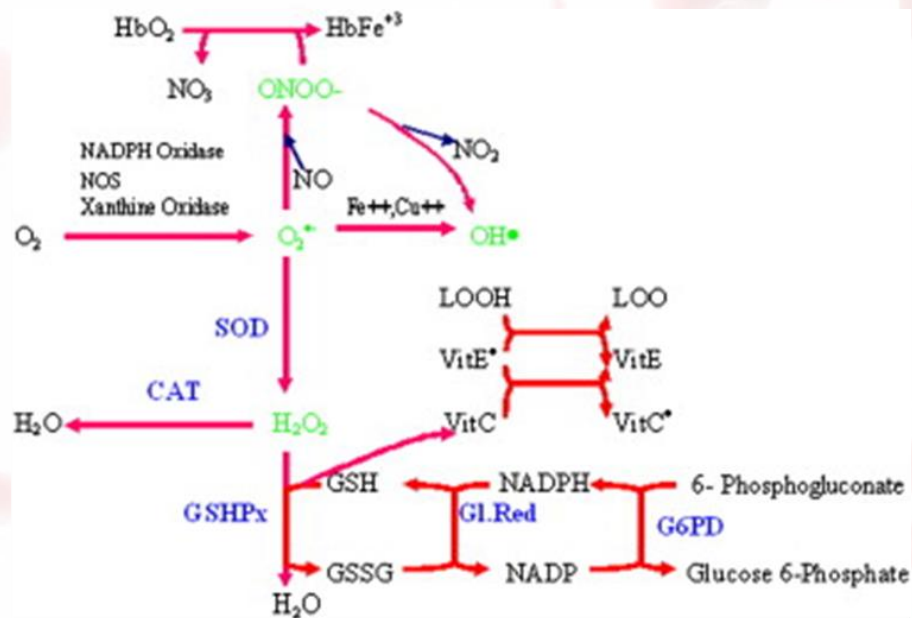 HbO₂ HbFe⁺³
NO₃ ONOO-
NO₂
NADPH Oxidase
NOS NO
Xanthine Oxidase Fe++,Cu++
O₂ O₂•- OH•
LOOH LOO
SOD
VitE• VitE
CAT
H₂O H₂O₂ VitC VitC•
GSH NADPH 6- Phosphogluconate
GSHPx Gl.Red G6PD
GSSG NADP Glucose 6-Phosphate
H₂O